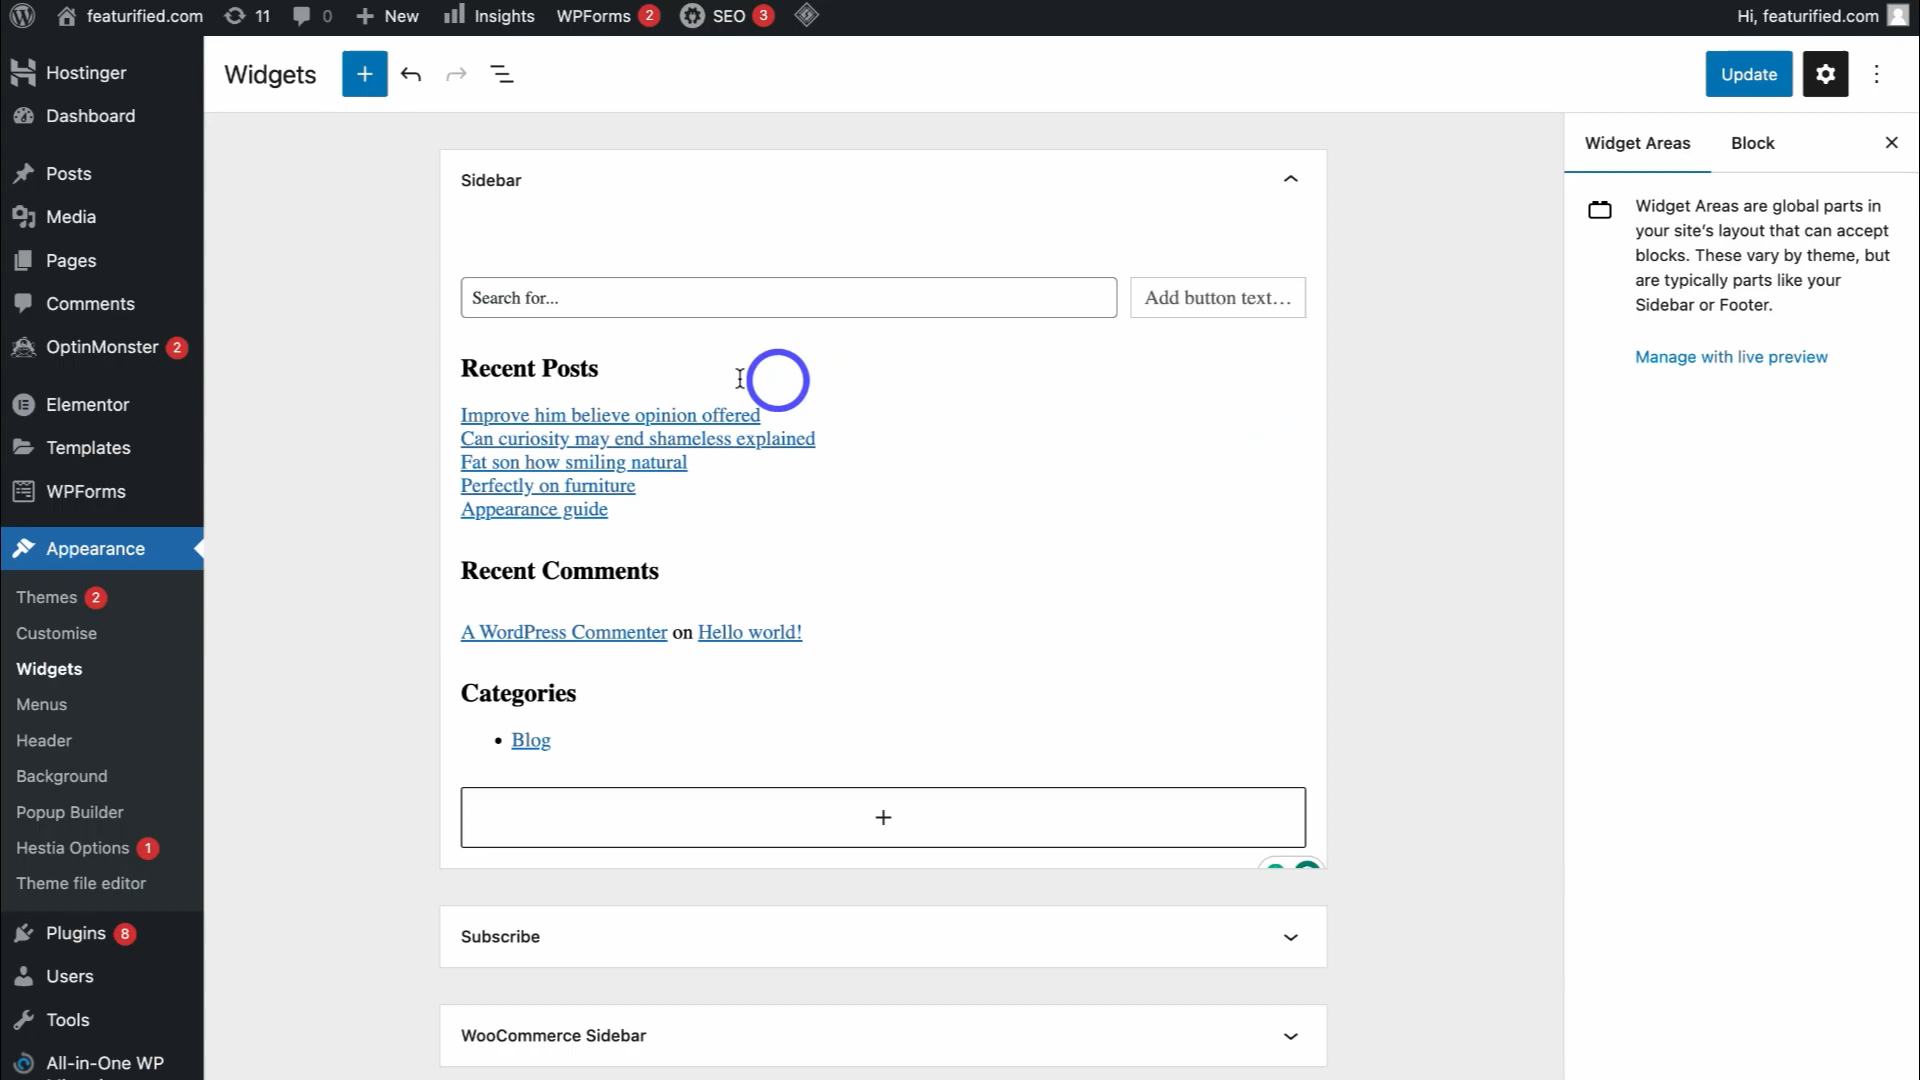 featurified.com
11
0
New
Insights
WPForms 2
SEO 3
Hi, featurified.com
Hostinger
Dashboard
Posts
Media
Pages
Comments
OptinMonster 2
Elementor
Templates
WPForms
Appearance
Themes 2
Customise
Widgets
Menus
Header
Background
Popup Builder
Hestia Options 1
Theme file editor
Plugins 8
Users
Tools
All-in-One WP
Widgets
Update
Sidebar
Search for...
Add button text…
Recent Posts
Improve him believe opinion offered
Can curiosity may end shameless explained
Fat son how smiling natural
Perfectly on furniture
Appearance guide
Recent Comments
A WordPress Commenter on Hello world!
Categories
• Blog
Subscribe
WooCommerce Sidebar
Widget Areas
Block
Widget Areas are global parts in
your site's layout that can accept
blocks. These vary by theme, but
are typically parts like your
Sidebar or Footer.
Manage with live preview